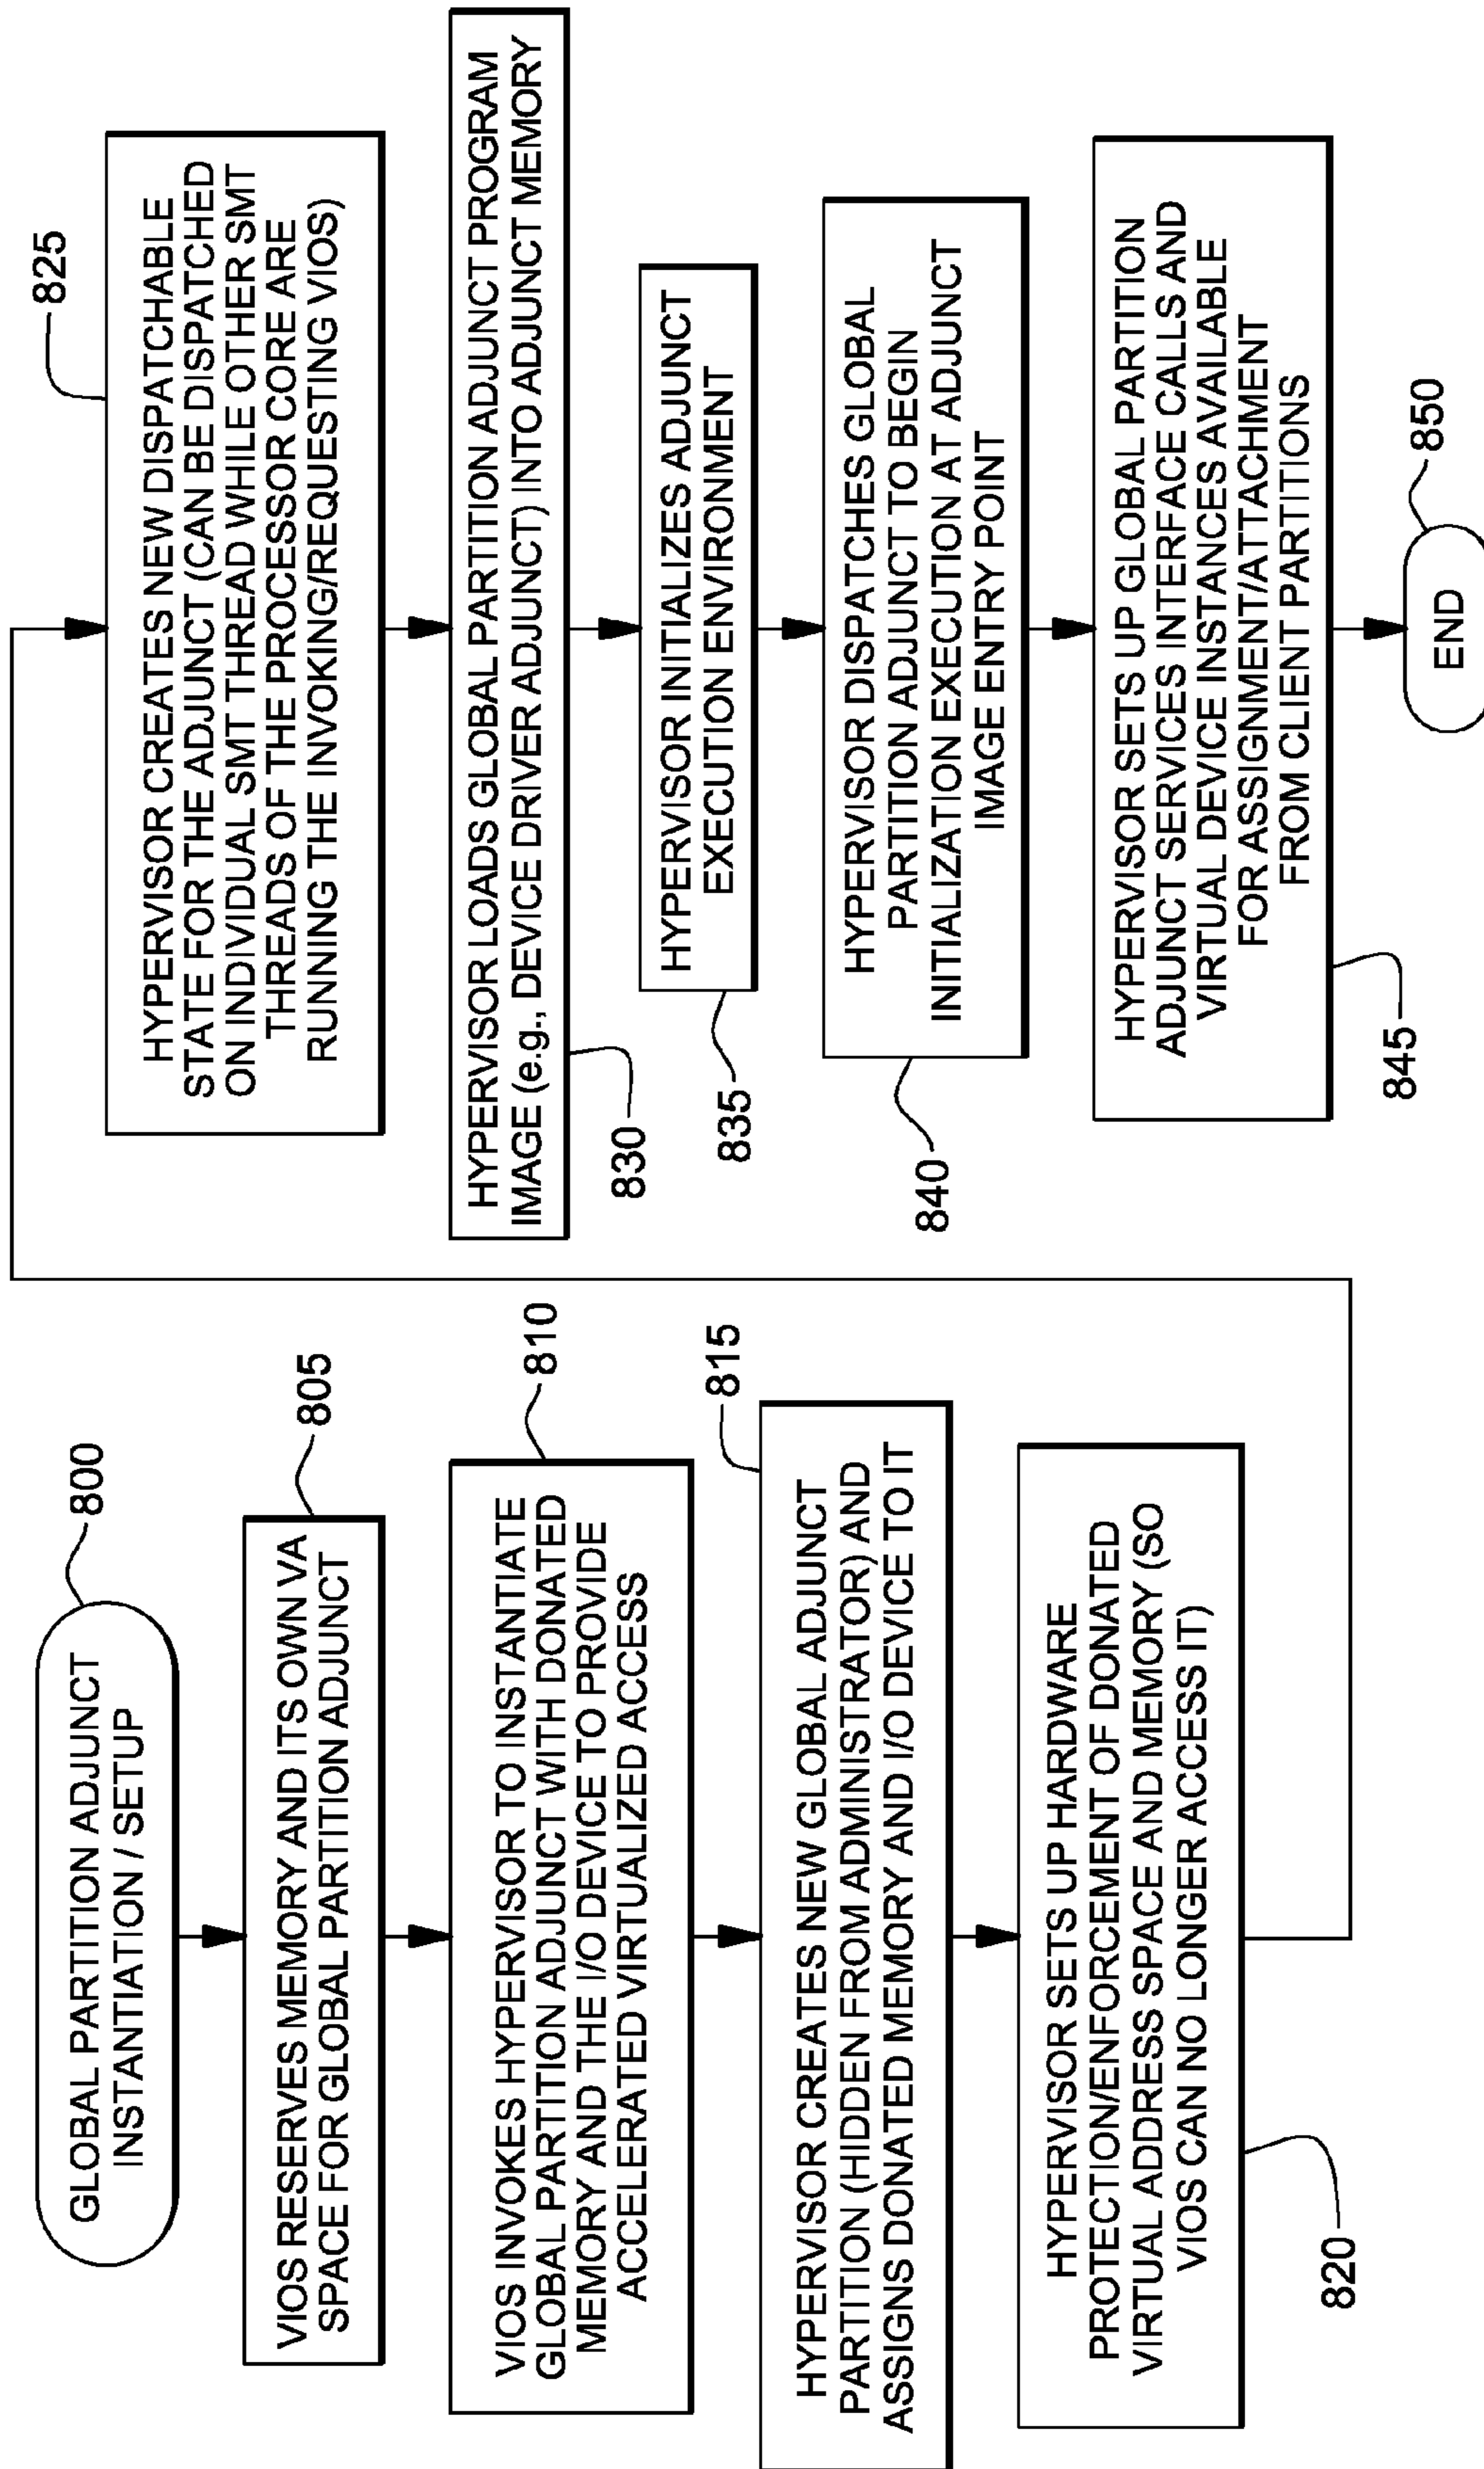 GLOBAL PARTITION ADJUNCT
INSTANTIATION / SETUP
800
VIOS RESERVES MEMORY AND ITS OWN VA
SPACE FOR GLOBAL PARTITION ADJUNCT
805
VIOS INVOKES HYPERVISOR TO INSTANTIATE
GLOBAL PARTITION ADJUNCT WITH DONATED
MEMORY AND THE I/O DEVICE TO PROVIDE
ACCELERATED VIRTUALIZED ACCESS
810
HYPERVISOR CREATES NEW GLOBAL ADJUNCT
PARTITION (HIDDEN FROM ADMINISTRATOR) AND
ASSIGNS DONATED MEMORY AND I/O DEVICE TO IT
815
HYPERVISOR SETS UP HARDWARE
PROTECTION/ENFORCEMENT OF DONATED
VIRTUAL ADDRESS SPACE AND MEMORY (SO
VIOS CAN NO LONGER ACCESS IT)
820
825
HYPERVISOR CREATES NEW DISPATCHABLE
STATE FOR THE ADJUNCT (CAN BE DISPATCHED
ON INDIVIDUAL SMT THREAD WHILE OTHER SMT
THREADS OF THE PROCESSOR CORE ARE
RUNNING THE INVOKING/REQUESTING VIOS)
HYPERVISOR LOADS GLOBAL PARTITION ADJUNCT PROGRAM
IMAGE (e.g., DEVICE DRIVER ADJUNCT) INTO ADJUNCT MEMORY
830
HYPERVISOR INITIALIZES ADJUNCT
EXECUTION ENVIRONMENT
835
HYPERVISOR DISPATCHES GLOBAL
PARTITION ADJUNCT TO BEGIN
INITIALIZATION EXECUTION AT ADJUNCT
IMAGE ENTRY POINT
840
HYPERVISOR SETS UP GLOBAL PARTITION
ADJUNCT SERVICES INTERFACE CALLS AND
VIRTUAL DEVICE INSTANCES AVAILABLE
FOR ASSIGNMENT/ATTACHMENT
FROM CLIENT PARTITIONS
845
END
850